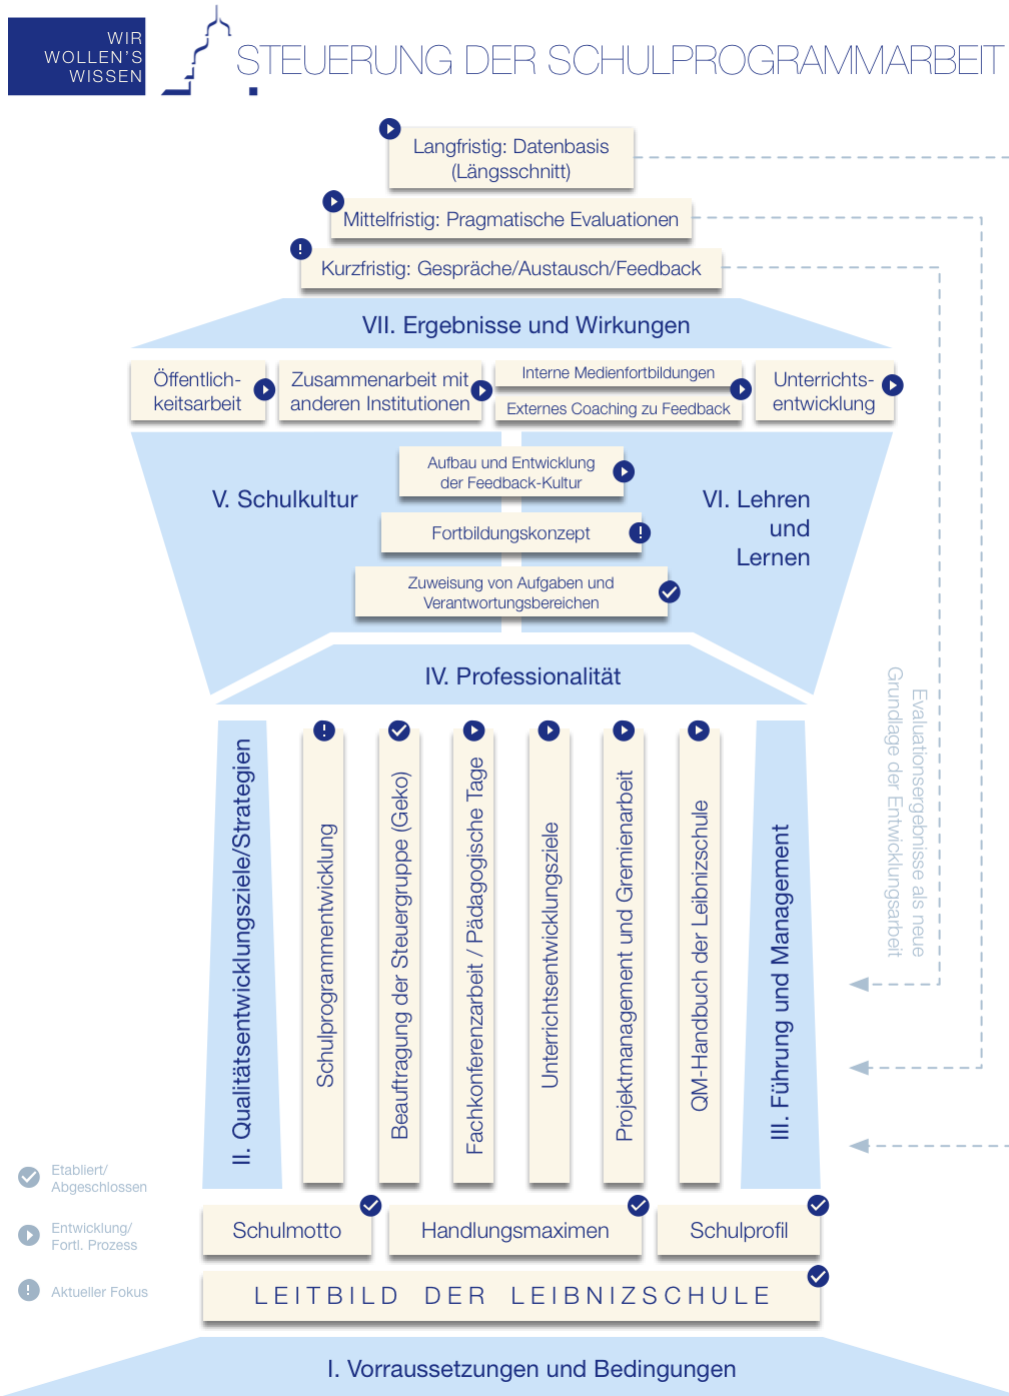 WIR
WOLLEN'S
WISSEN
STEUERUNG DER SCHULPROGRAMMARBEIT
Langfristig: Datenbasis
(Längsschnitt)
Mittelfristig: Pragmatische Evaluationen
Kurzfristig: Gespräche/Austausch/Feedback
VII. Ergebnisse und Wirkungen
Öffentlich-
keitsarbeit
Zusammenarbeit mit
anderen Institutionen
Interne Medienfortbildungen
Externes Coaching zu Feedback
Unterrichts-
entwicklung
V. Schulkultur
Aufbau und Entwicklung
der Feedback-Kultur
Fortbildungskonzept
Zuweisung von Aufgaben und
Verantwortungsbereichen
VI. Lehren
und
Lernen
IV. Professionalität
II. Qualitätsentwicklungsziele/Strategien
Schulprogrammentwicklung
Beauftragung der Steuergruppe (Geko)
Fachkonferenzarbeit / Pädagogische Tage
Unterrichtsentwicklungsziele
Projektmanagement und Gremienarbeit
QM-Handbuch der Leibnizschule
III. Führung und Management
Evaluationsergebnisse als neue
Grundlage der Entwicklungsarbeit
Etabliert/
Abgeschlossen
Entwicklung/
Fortl. Prozess
Aktueller Fokus
Schulmotto
Handlungsmaximen
Schulprofil
LEITBILD DER LEIBNIZSCHULE
I. Vorraussetzungen und Bedingungen